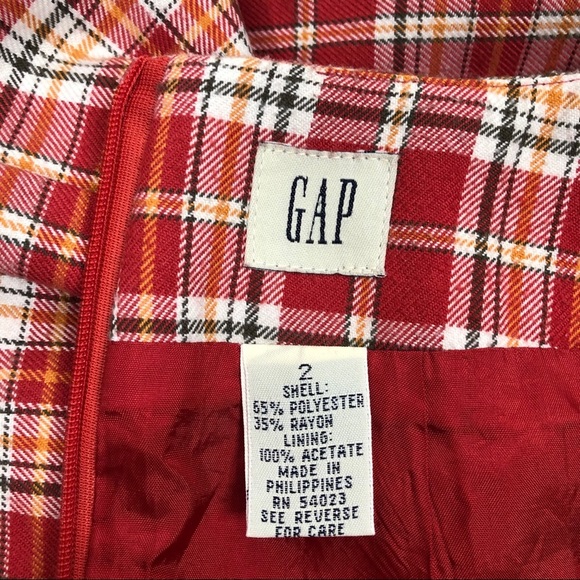 GAP
2
SHELL:
65% POLYESTER
35% RAYON
LINING:
100% ACETATE
MADE IN
PHILIPPINES
RN 54023
SEE REVERSE
FOR CARE